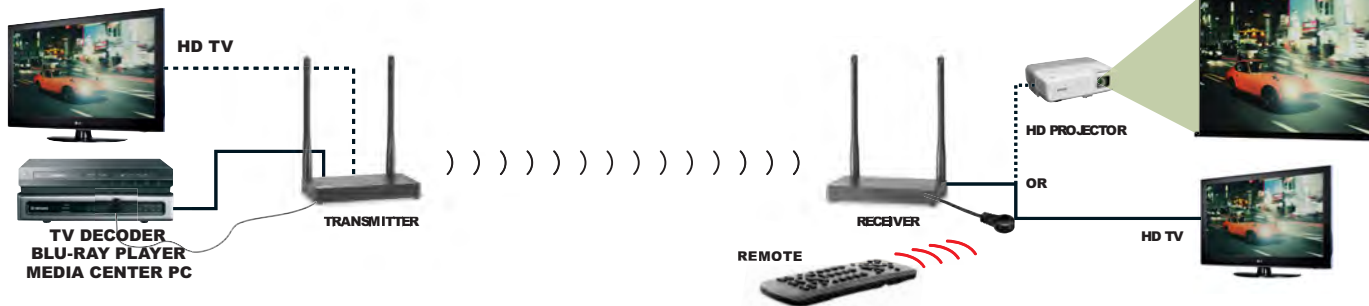 HD TV
TRANSMITTER
TV DECODER
BLU-RAY PLAYER
MEDIA CENTER PC
RECEIVER
REMOTE
HD PROJECTOR
OR
HD TV